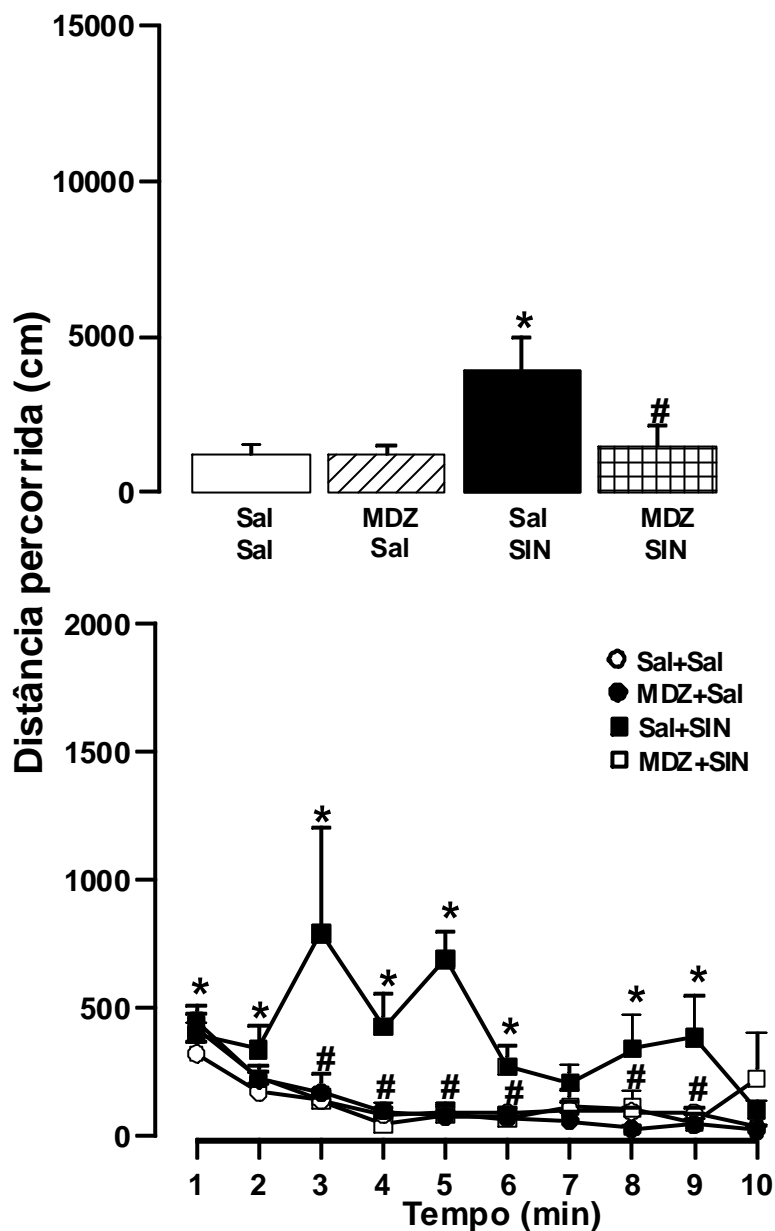 Distância percorrida (cm)
15000
10000
5000
0
*
#
Sal MDZ Sal MDZ
Sal Sal SIN SIN
2000
1500
1000
500
0
Sal+Sal
MDZ+Sal
Sal+SIN
MDZ+SIN
* * * * * * * *
# # # # # #
1 2 3 4 5 6 7 8 9 10
Tempo (min)